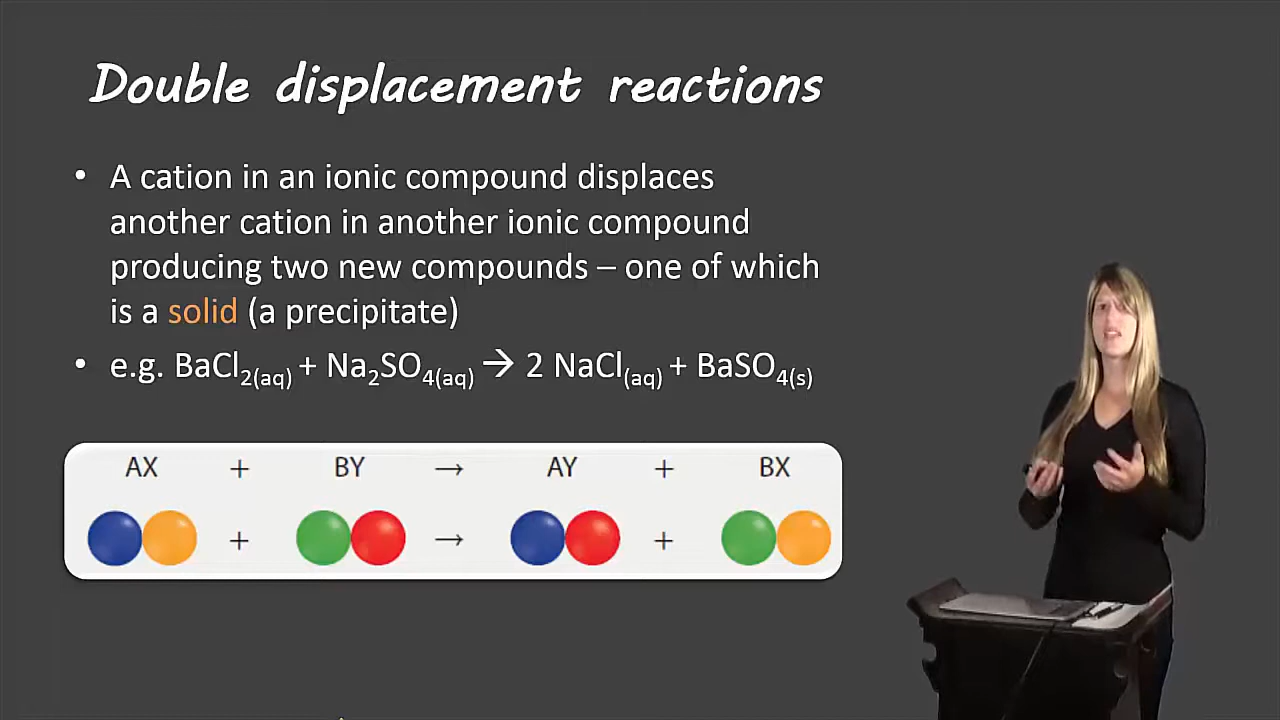 Double displacement reactions
• A cation in an ionic compound displaces
another cation in another ionic compound
producing two new compounds – one of which
is a solid (a precipitate)
• e.g. BaCl₂(aq) + Na₂SO₄(aq) → 2 NaCl(aq) + BaSO₄(s)
AX + BY → AY + BX
+ → +